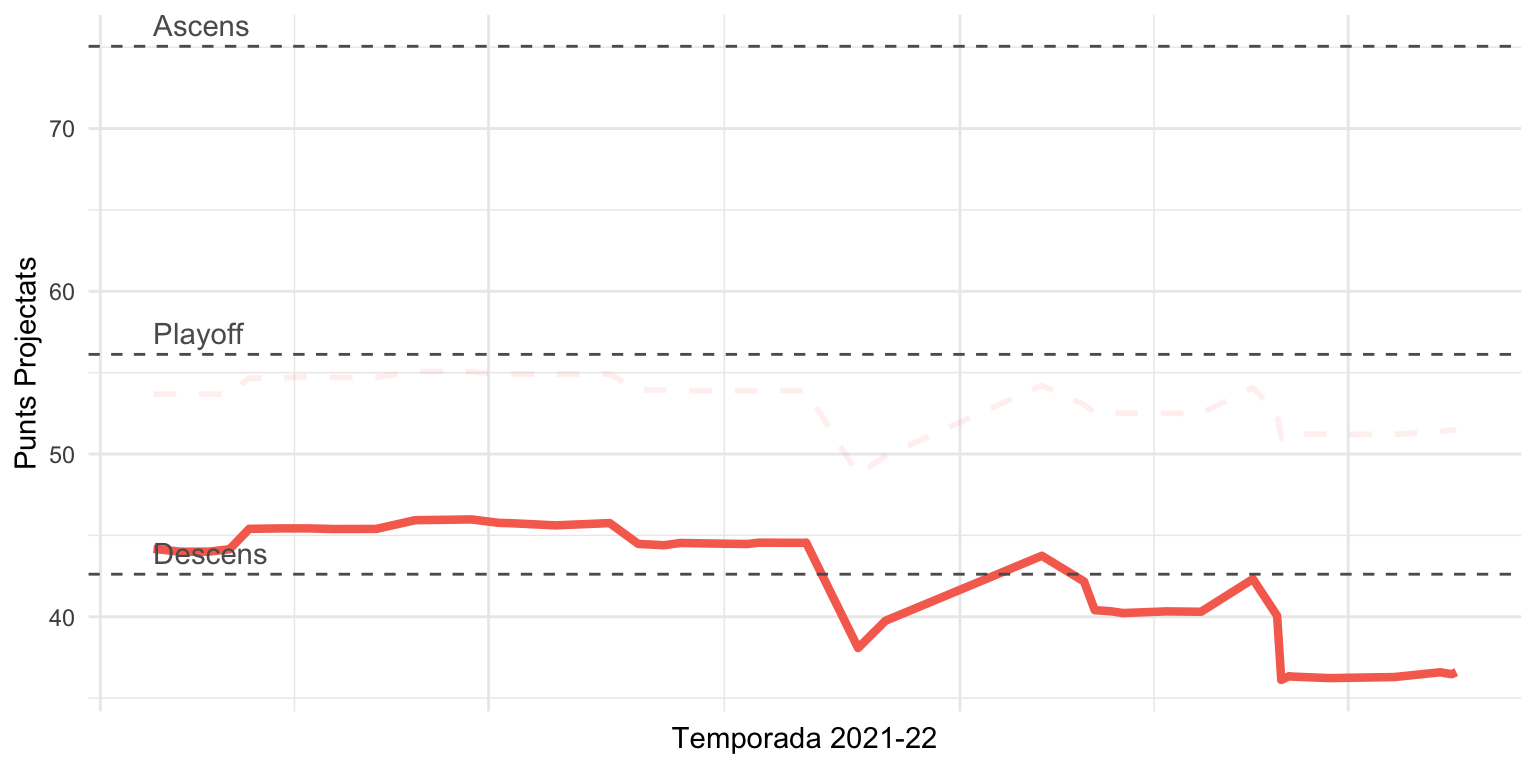 Ascens
70
60
Playoff
50
Descens
40
Punts Projectats
Temporada 2021-22